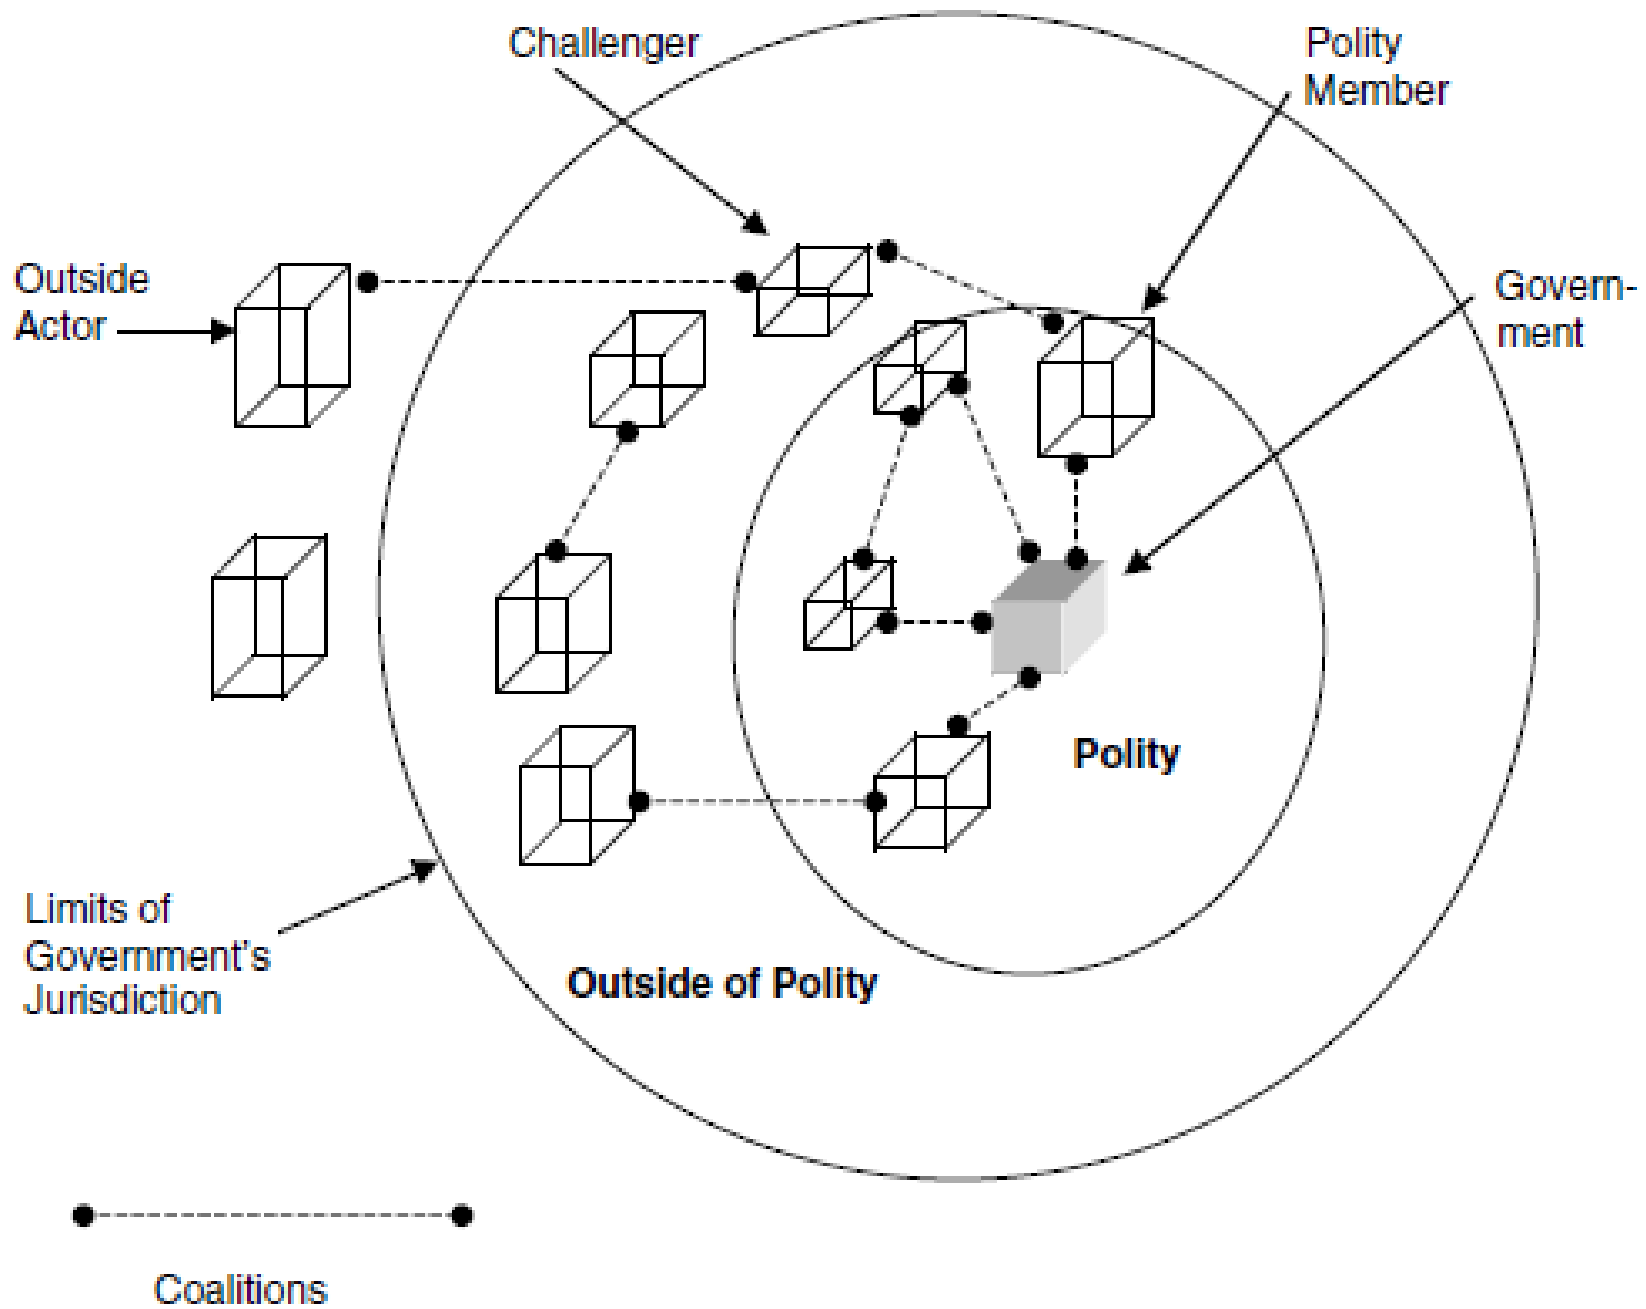 Challenger
Polity
Member
Outside
Actor
Govern-
ment
Polity
Limits of
Government's
Jurisdiction
Outside of Polity
Coalitions